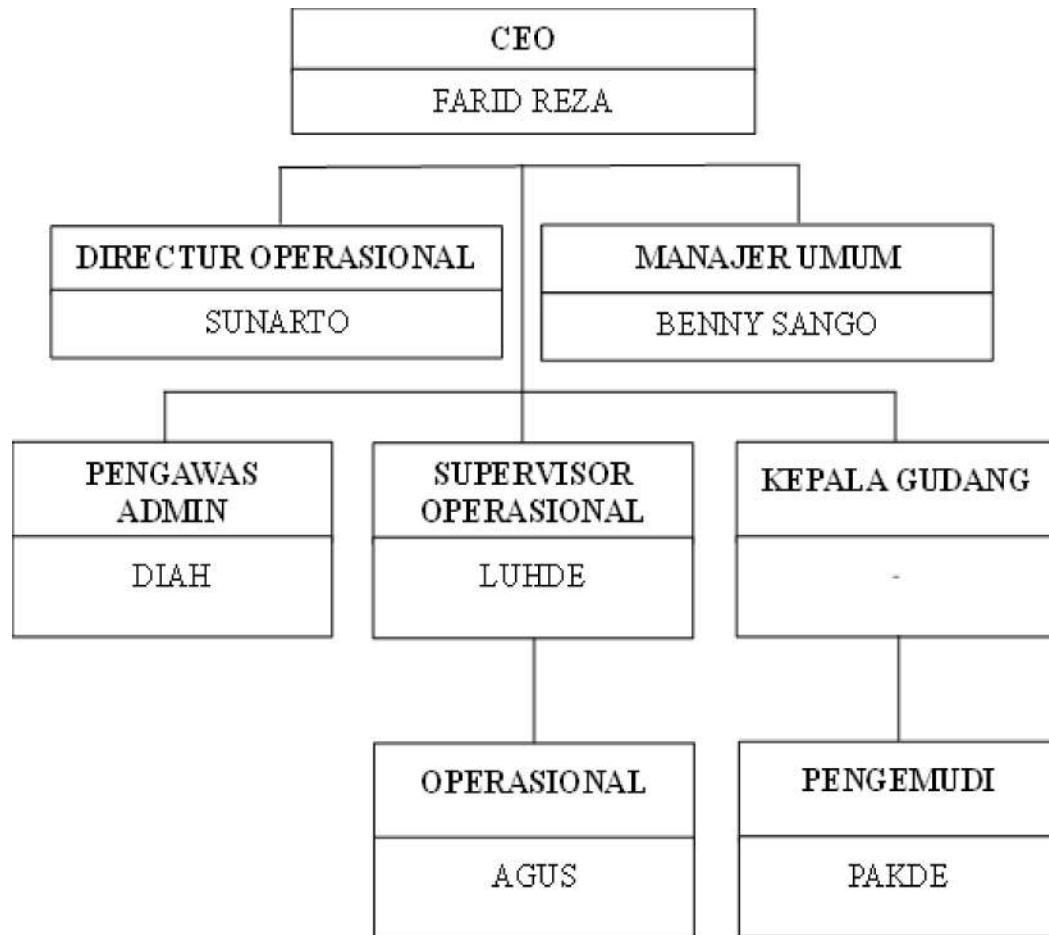 CEO
FARID REZA
DIRECTUR OPERASIONAL
SUNARTO
MANAJER UMUM
BENNY SANGO
PENGAWAS
ADMIN
DIAH
SUPERVISOR
OPERASIONAL
LUHDE
KEPALA GUDANG
-
OPERASIONAL
AGUS
PENGEMUDI
PAKDE